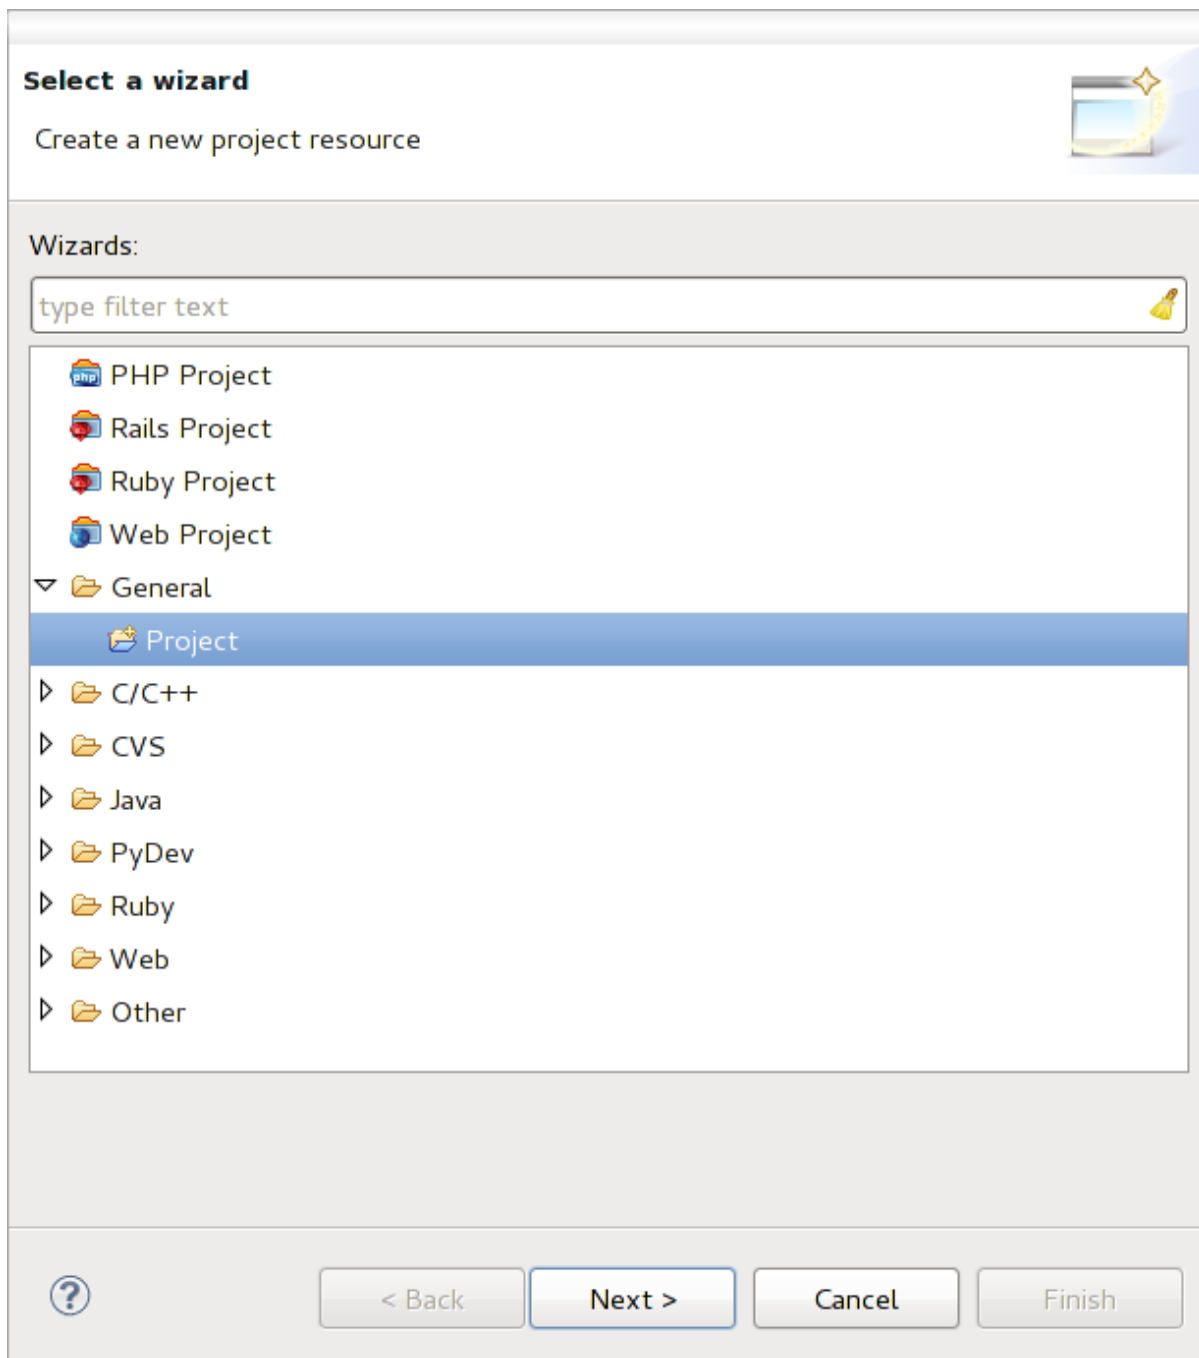 Select a wizard
Create a new project resource
Wizards:
type filter text
php PHP Project
Rails Project
Ruby Project
Web Project
General
Project
C/C++
CVS
Java
PyDev
Ruby
Web
Other
? < Back Next > Cancel Finish